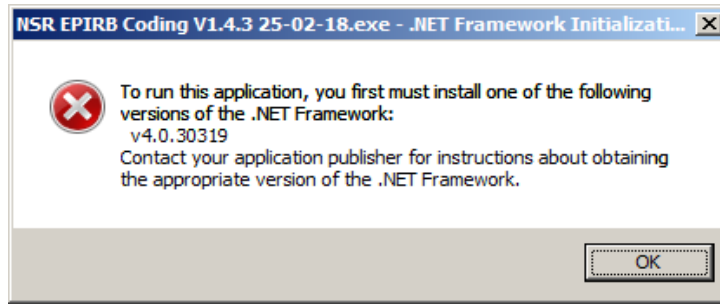 NSR EPIRB Coding V1.4.3 25-02-18.exe - .NET Framework Initializati...
To run this application, you first must install one of the following
versions of the .NET Framework:
v4.0.30319
Contact your application publisher for instructions about obtaining
the appropriate version of the .NET Framework.
OK